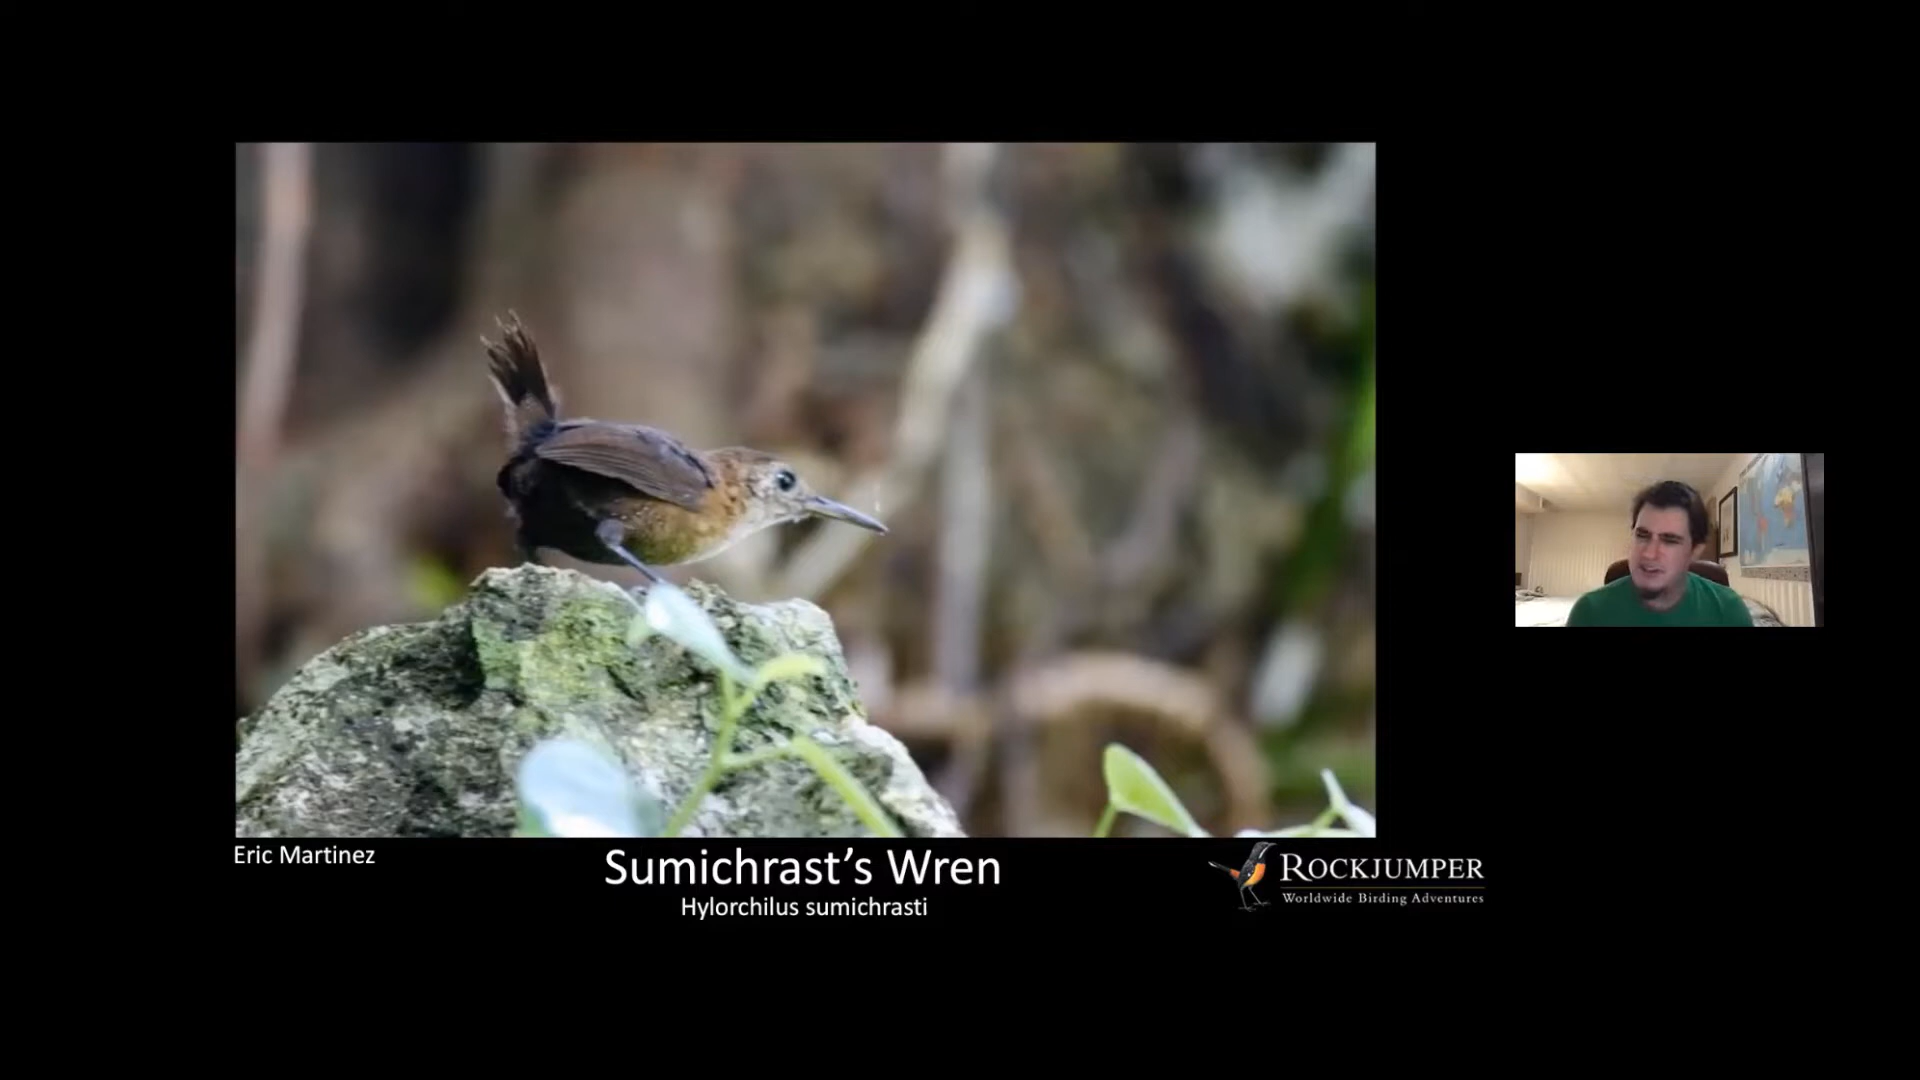 Eric Martinez
Sumichrast’s Wren
Hylorchilus sumichrasti
ROCKJUMPER
Worldwide Birding Adventures